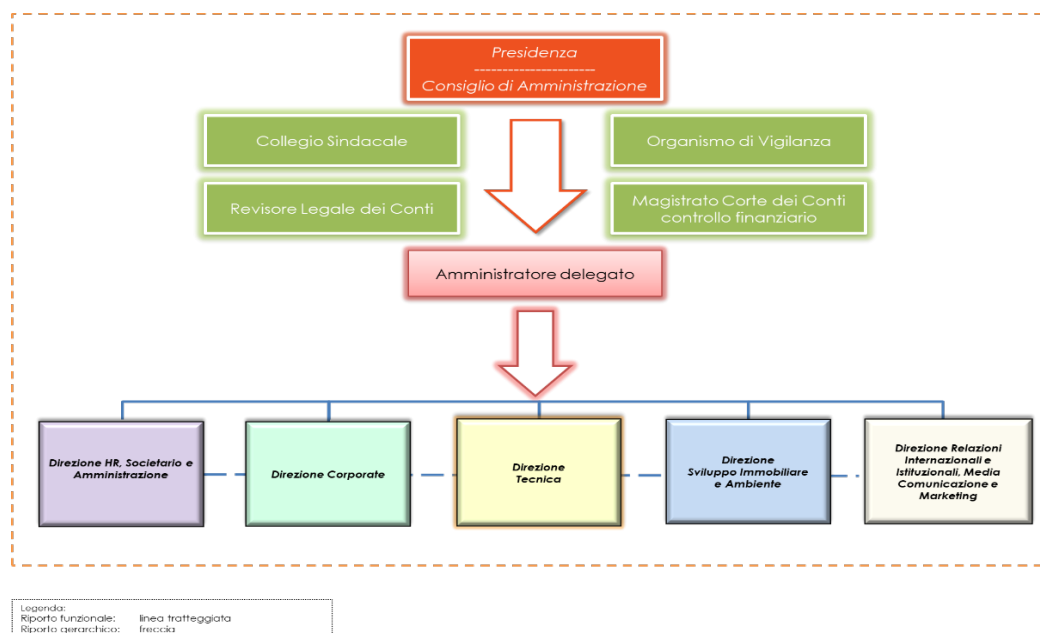 Presidenza
----------------------
Consiglio di Amministrazione
Collegio Sindacale
Organismo di Vigilanza
Revisore Legale dei Conti
Magistrato Corte dei Conti
controllo finanziario
Amministratore delegato
Direzione HR, Societario e
Amministrazione
Direzione Corporate
Direzione
Tecnica
Direzione
Sviluppo Immobiliare
e Ambiente
Direzione Relazioni
Internazionali e
Istituzionali, Media
Comunicazione e
Marketing
Legenda:
Riporto funzionale: linea tratteggiata
Riporto gerarchico: freccia